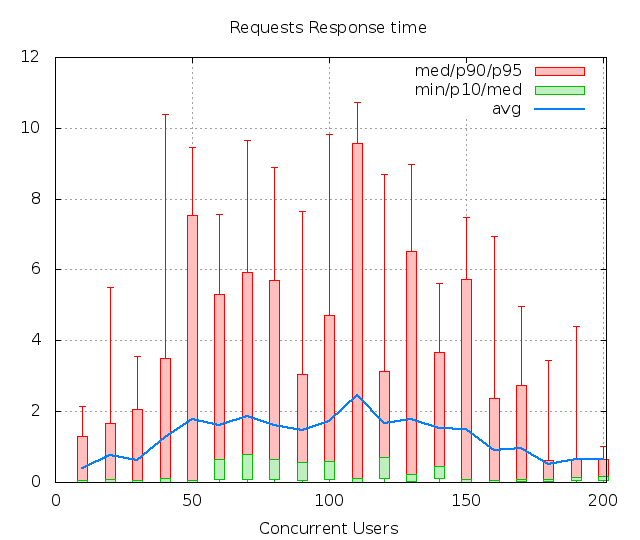 Requests Response time
12
10
8
6
4
2
0
med/p90/p95
min/p10/med
avg
0 50 100 150 200
Concurrent Users